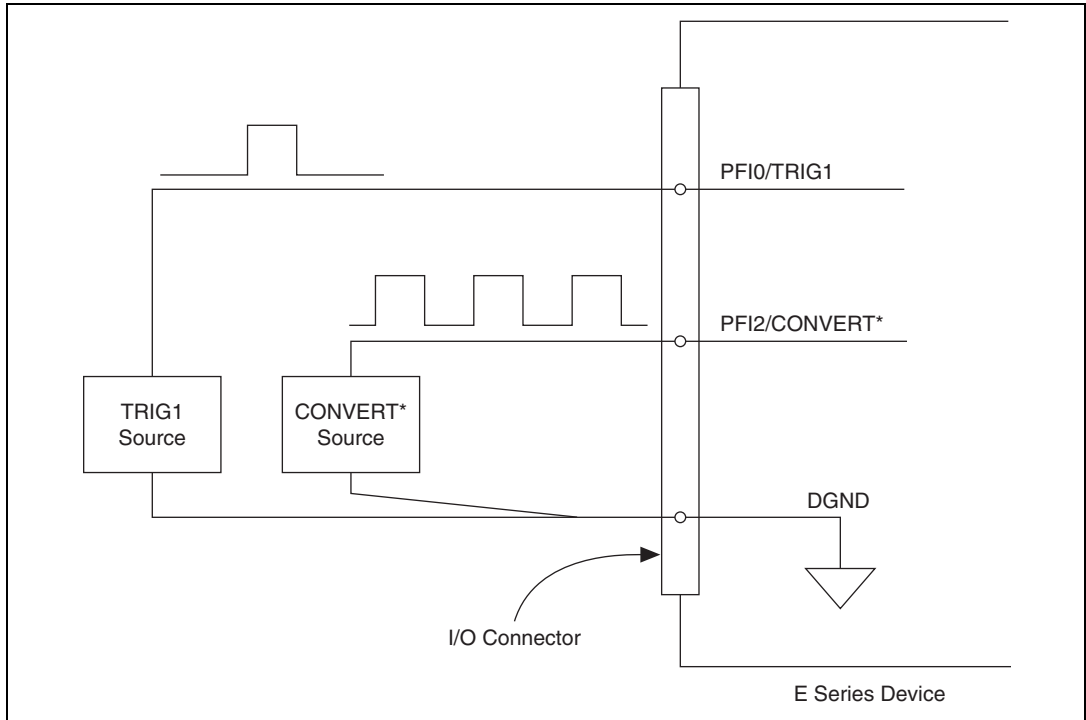 PFI0/TRIG1
PFI2/CONVERT*
TRIG1
Source
CONVERT*
Source
DGND
I/O Connector
E Series Device